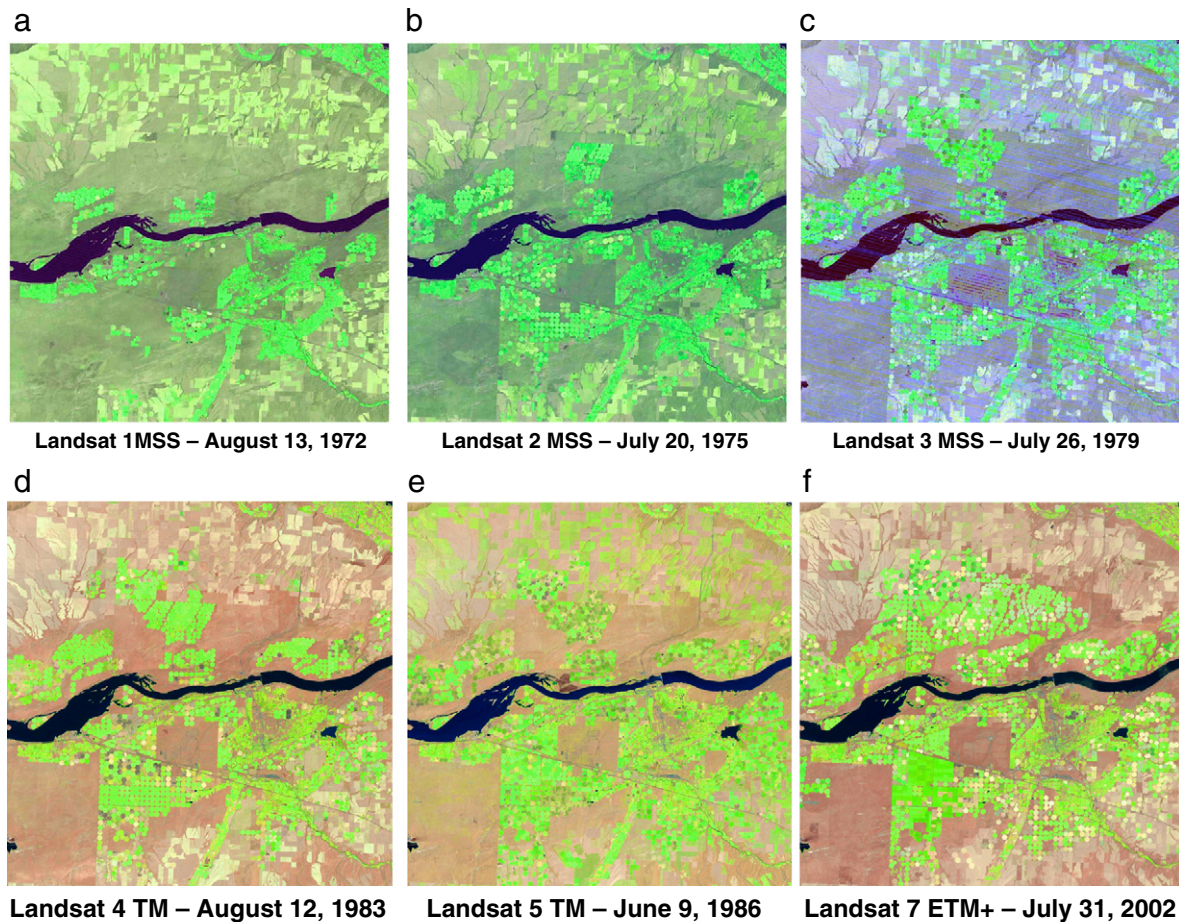 a
b
c
Landsat 1MSS – August 13, 1972
Landsat 2 MSS – July 20, 1975
Landsat 3 MSS – July 26, 1979
d
e
f
Landsat 4 TM – August 12, 1983
Landsat 5 TM – June 9, 1986
Landsat 7 ETM+ – July 31, 2002